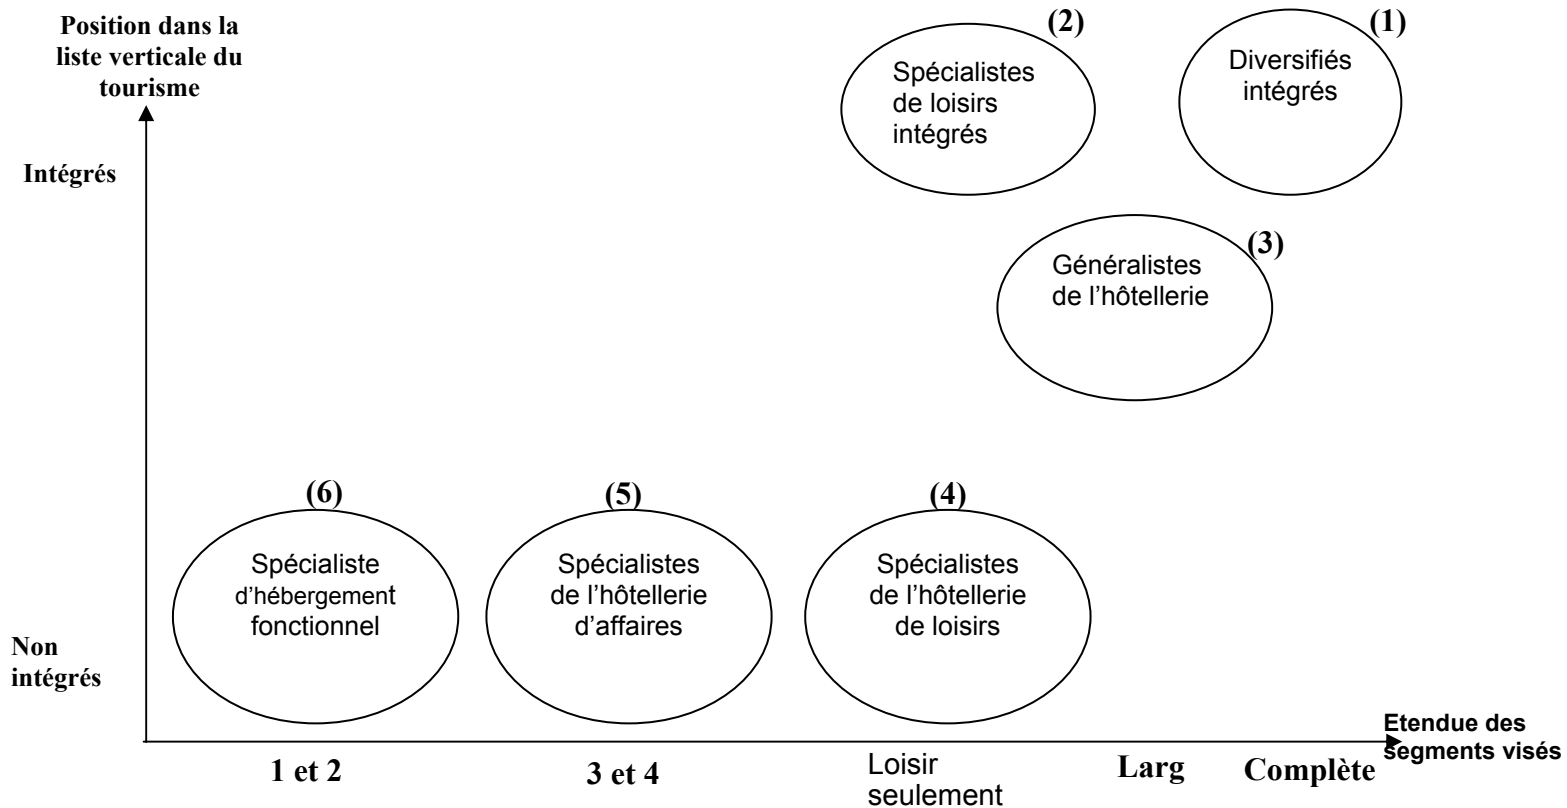 Position dans la
liste verticale du
tourisme
(2)
(1)
Spécialistes
de loisirs
intégrés
Diversifiés
intégrés
Intégrés
(3)
Généralistes
de l’hôtellerie
(6)
(5)
(4)
Spécialiste
d’hébergement
fonctionnel
Spécialistes
de l’hôtellerie
d’affaires
Spécialistes
de l’hôtellerie
de loisirs
Non
intégrés
Etendue des
segments visés
1 et 2
3 et 4
Loisir
seulement
Larg
Complète